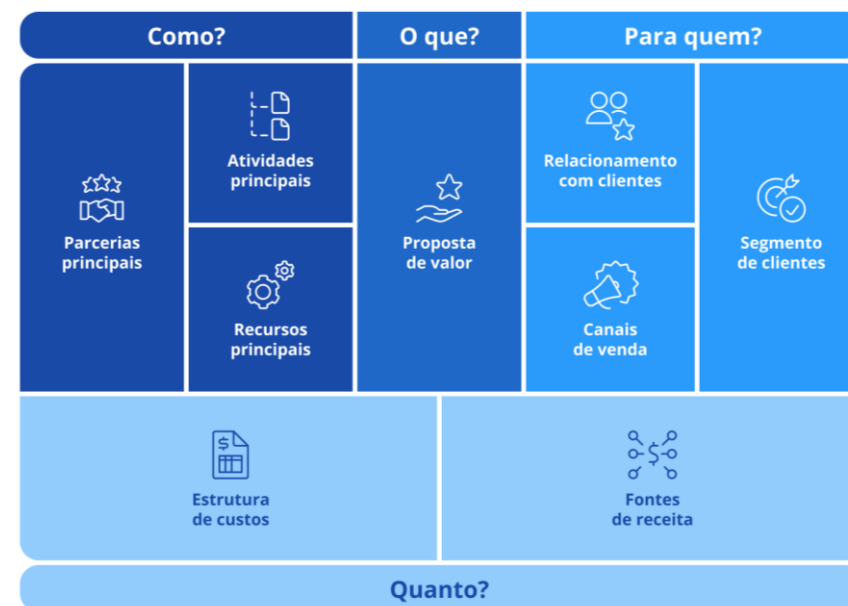 Como?
O que?
Para quem?
Parcerias
principais
Atividades
principais
Recursos
principais
Proposta
de valor
Relacionamento
com clientes
Canais
de venda
Segmento
de clientes
$
Estrutura
de custos
$
Fontes
de receita
Quanto?